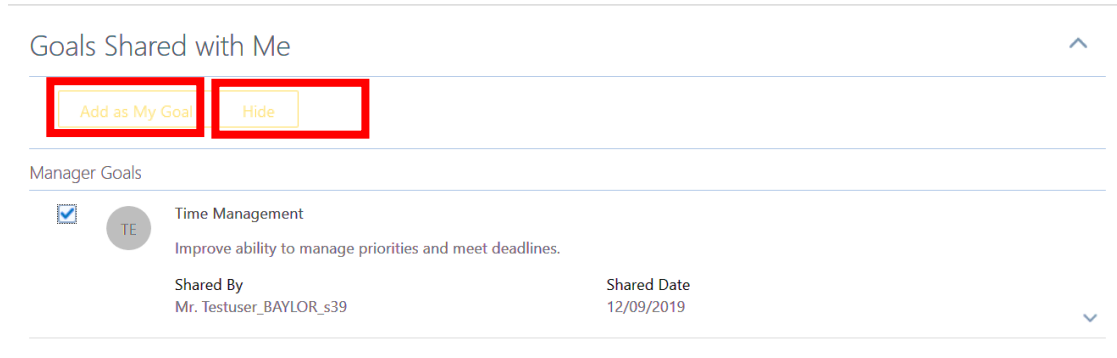 Goals Shared with Me
Add as My Goal Hide
Manager Goals
Time Management
TE
Improve ability to manage priorities and meet deadlines.
Shared By Shared Date
Mr. Testuser_BAYLOR_s39 12/09/2019